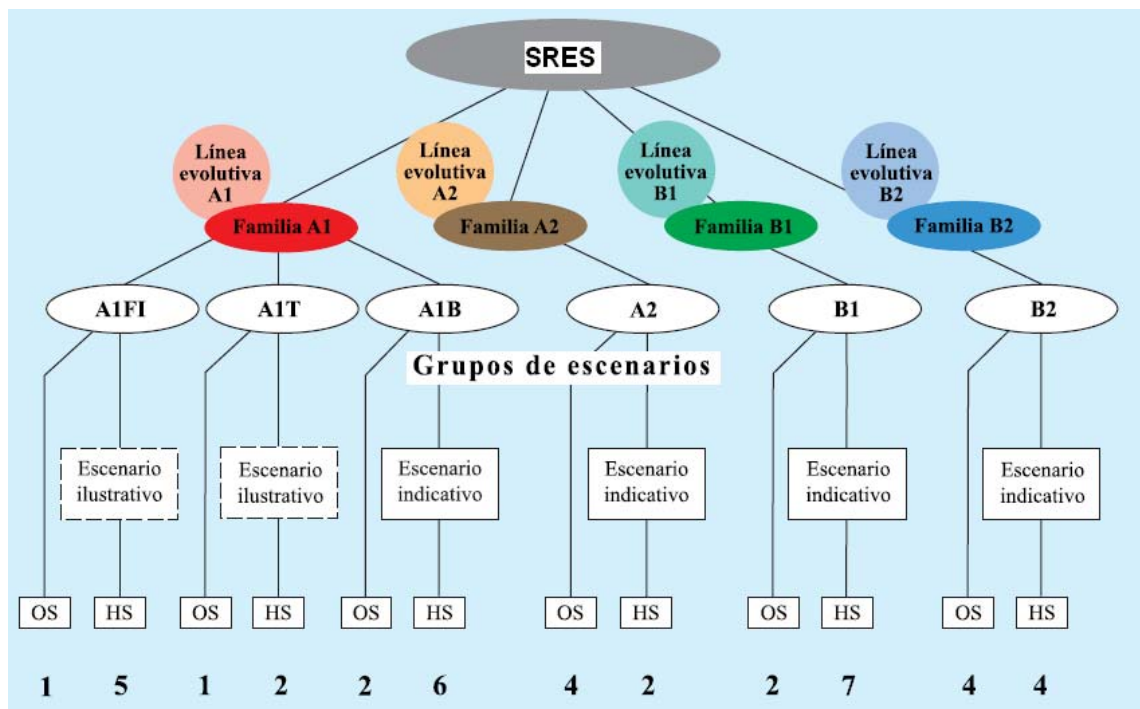 SRES
Línea
evolutiva
A1
Línea
evolutiva
A2
Línea
evolutiva
B1
Línea
evolutiva
B2
Familia A1
Familia A2
Familia B1
Familia B2
A1FI
A1T
A1B
A2
B1
B2
Grupos de escenarios
Escenario
ilustrativo
Escenario
ilustrativo
Escenario
indicativo
Escenario
indicativo
Escenario
indicativo
Escenario
indicativo
OS HS OS HS OS HS OS HS OS HS OS HS
1 5 1 2 2 6 4 2 2 7 4 4